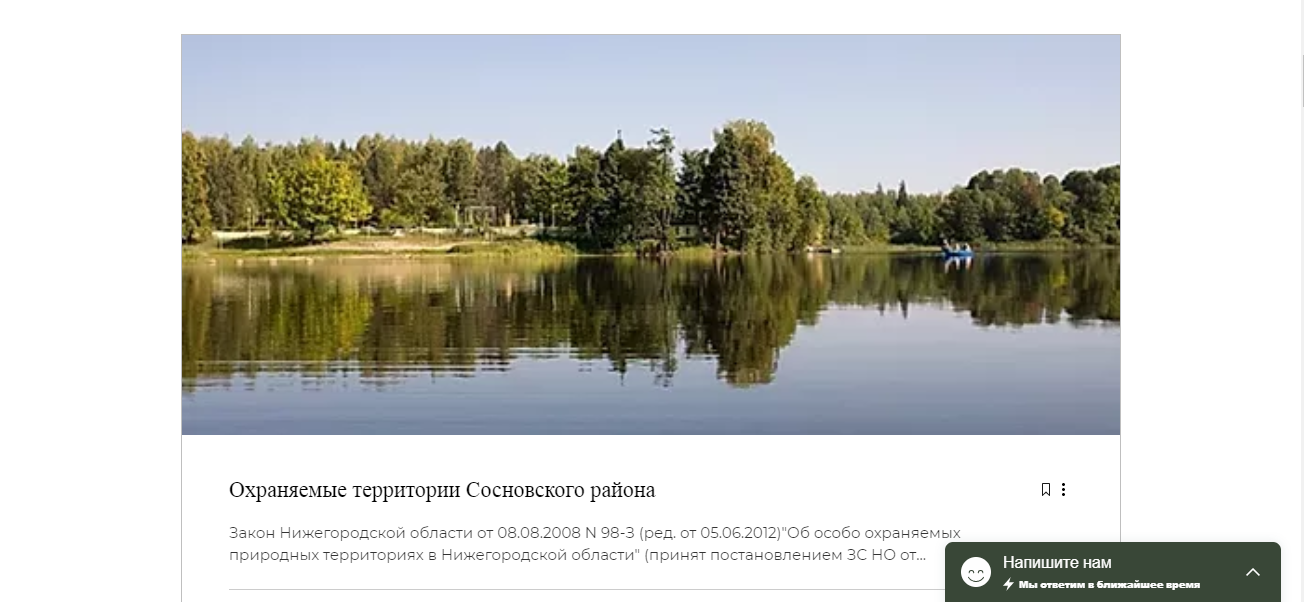 Охраняемые территории Сосновского района
Закон Нижегородской области от 08.08.2008 N 98-З (ред. от 05.06.2012)"Об особо охраняемых
природных территориях в Нижегородской области" (принят постановлением ЗС НО от...
Напишите нам
Мы ответим в ближайшее время